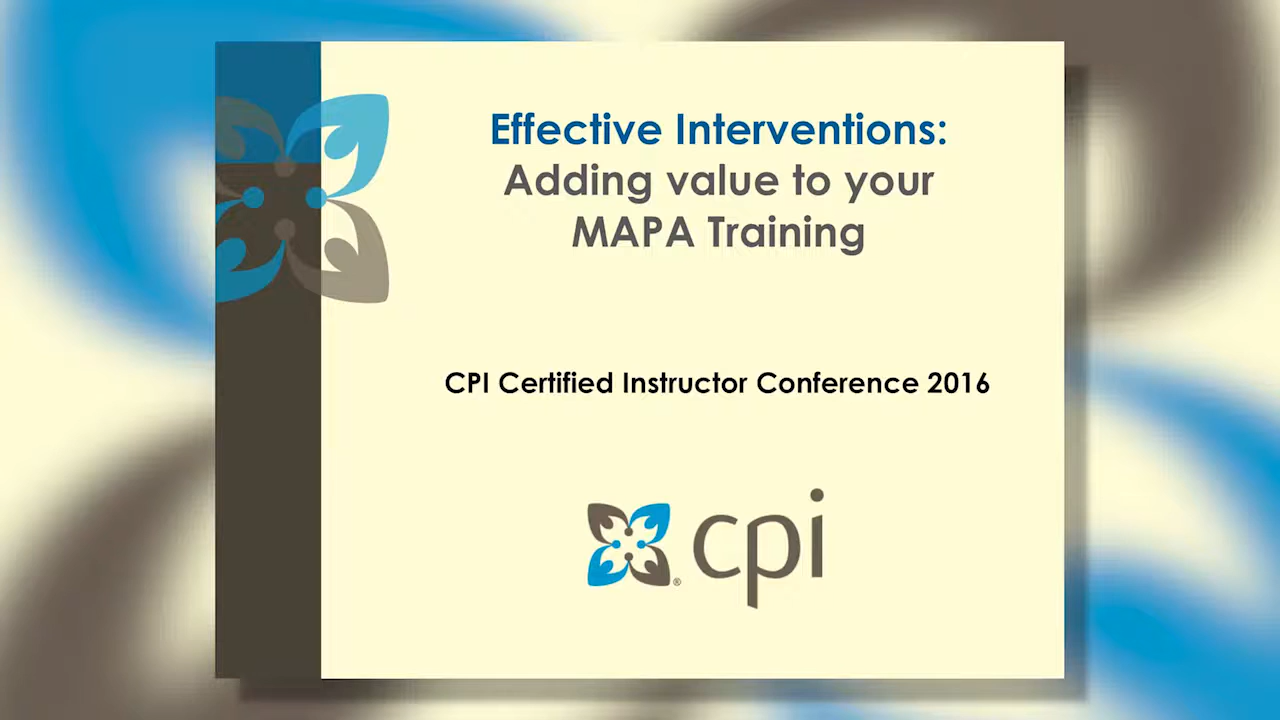 Effective Interventions:
Adding value to your
MAPA Training
CPI Certified Instructor Conference 2016
cpi
®